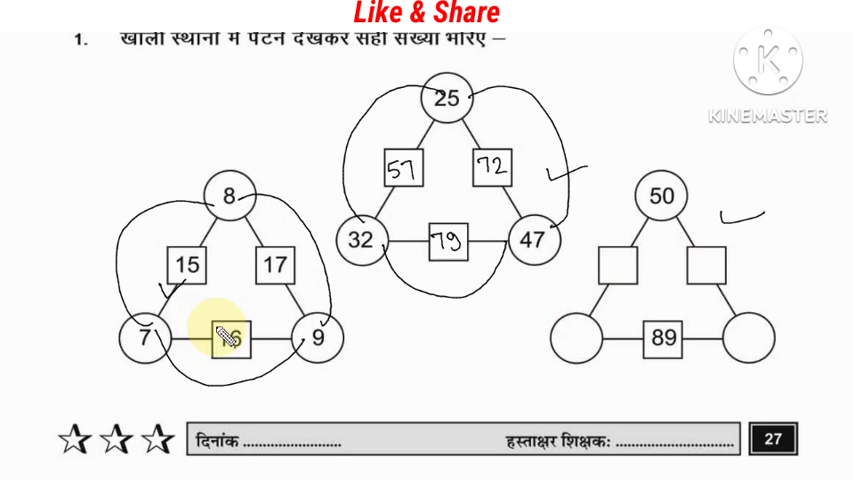 Like & Share
1. खाली स्थानों में पैटर्न देखकर सही संख्या भरिए –
KINEMASTER
25
57 72
32 79 47
8
15 17
7 16 9
50
89
दिनांक ........................
हस्ताक्षर शिक्षक: ............................
27